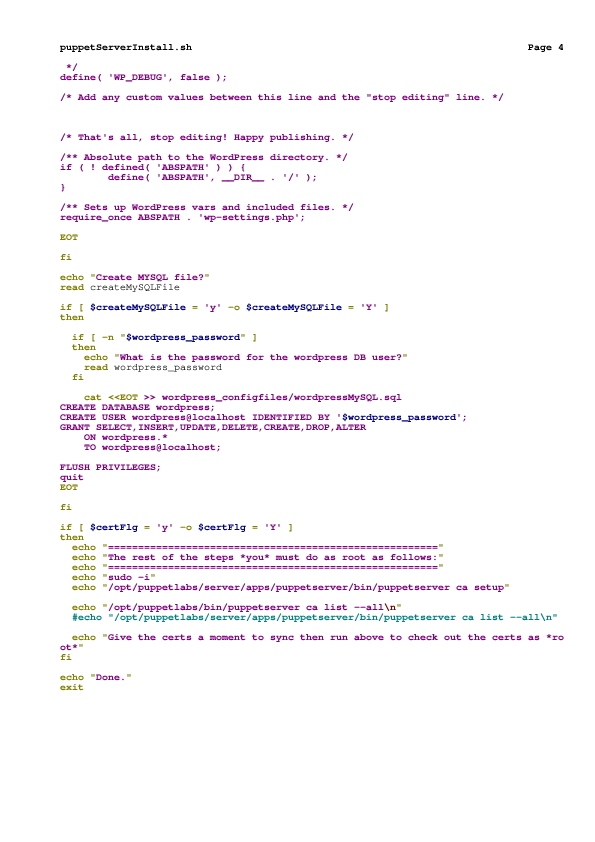 puppetServerInstall.sh Page 4
*/
define( 'WP_DEBUG', false );
/* Add any custom values between this line and the "stop editing" line. */
/* That's all, stop editing! Happy publishing. */
/** Absolute path to the WordPress directory. */
if ( ! defined( 'ABSPATH' ) ) {
define( 'ABSPATH', __DIR__ . '/' );
}
/** Sets up WordPress vars and included files. */
require_once ABSPATH . 'wp-settings.php';
EOT
fi
echo "Create MYSQL file?"
read createMySQLFile
if [ $createMySQLFile = 'y' -o $createMySQLFile = 'Y' ]
then
if [ -n "$wordpress_password" ]
then
echo "What is the password for the wordpress DB user?"
read wordpress_password
fi
cat <<EOT >> wordpress_configfiles/wordpressMySQL.sql
CREATE DATABASE wordpress;
CREATE USER wordpress@localhost IDENTIFIED BY '$wordpress_password';
GRANT SELECT,INSERT,UPDATE,DELETE,CREATE,DROP,ALTER
ON wordpress.*
TO wordpress@localhost;
FLUSH PRIVILEGES;
quit
EOT
fi
if [ $certFlg = 'y' -o $certFlg = 'Y' ]
then
echo "======================================================="
echo "The rest of the steps *you* must do as root as follows:"
echo "======================================================="
echo "sudo -i"
echo "/opt/puppetlabs/server/apps/puppetserver/bin/puppetserver ca setup"
echo "/opt/puppetlabs/bin/puppetserver ca list --all\n"
#echo "/opt/puppetlabs/server/apps/puppetserver/bin/puppetserver ca list --all\n"
echo "Give the certs a moment to sync then run above to check out the certs as *ro
ot*"
fi
echo "Done."
exit